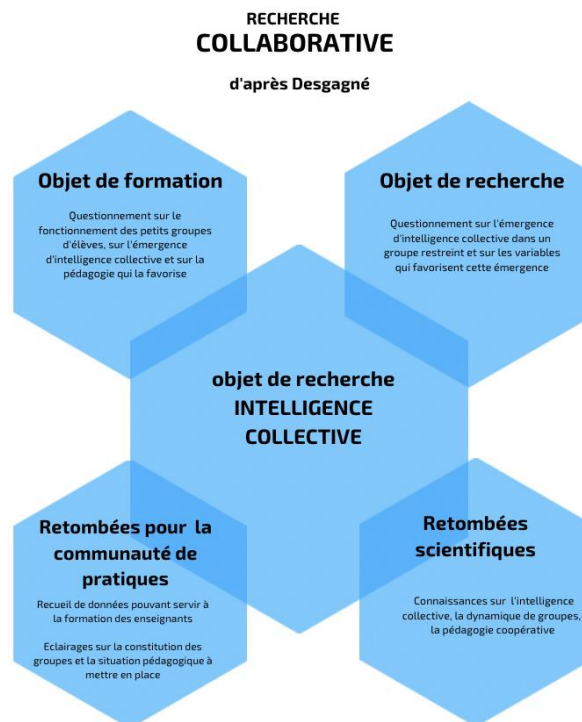 RECHERCHE
COLLABORATIVE
d'après Desgagné
Objet de formation
Questionnement sur le
fonctionnement des petits groupes
d'élèves, sur l'émergence
d'intelligence collective et sur la
pédagogie qui la favorise
Objet de recherche
Questionnement sur l'émergence
d'intelligence collective dans un
groupe restreint et sur les variables
qui favorisent cette émergence
objet de recherche
INTELLIGENCE
COLLECTIVE
Retombées pour la
communauté de
pratiques
Recueil de données pouvant servir à
la formation des enseignants
Eclairages sur la constitution des
groupes et la situation pédagogique à
mettre en place
Retombées
scientifiques
Connaissances sur l'intelligence
collective, la dynamique de groupes,
la pédagogie coopérative